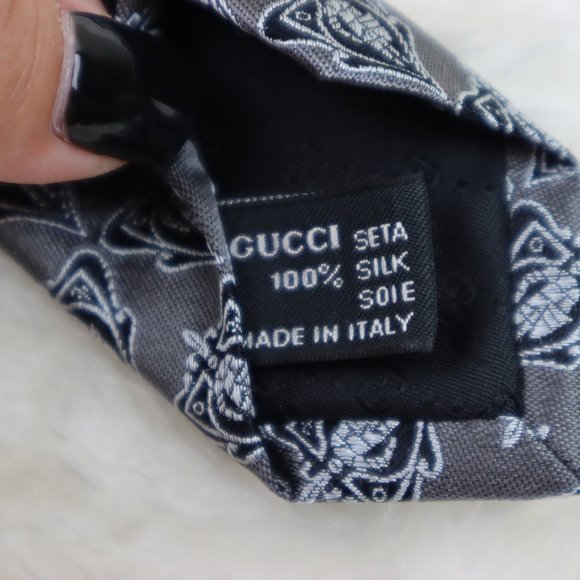 GUCCI SETA
100% SILK
SOIE
MADE IN ITALY